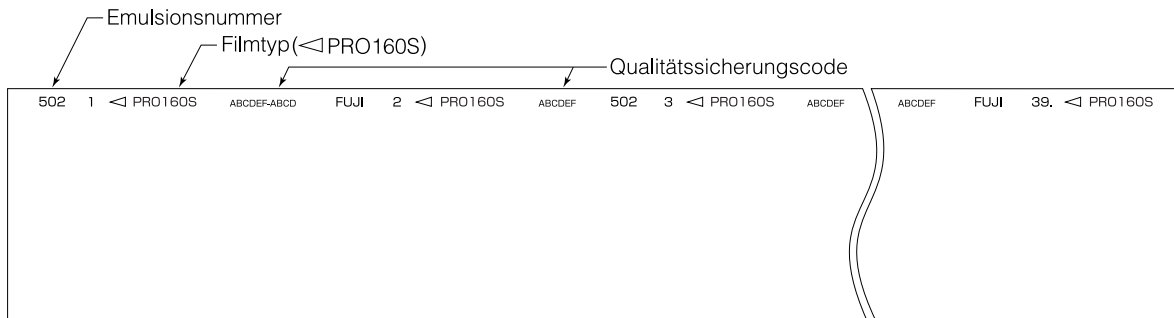 Emulsionsnummer
Filmtyp (◁ PRO160S)
Qualitätssicherungscode
502 1 ◁ PRO160S ABCDEF-ABCD FUJI 2 ◁ PRO160S ABCDEF 502 3 ◁ PRO160S ABCDEF ABCDEF FUJI 39. ◁ PRO160S